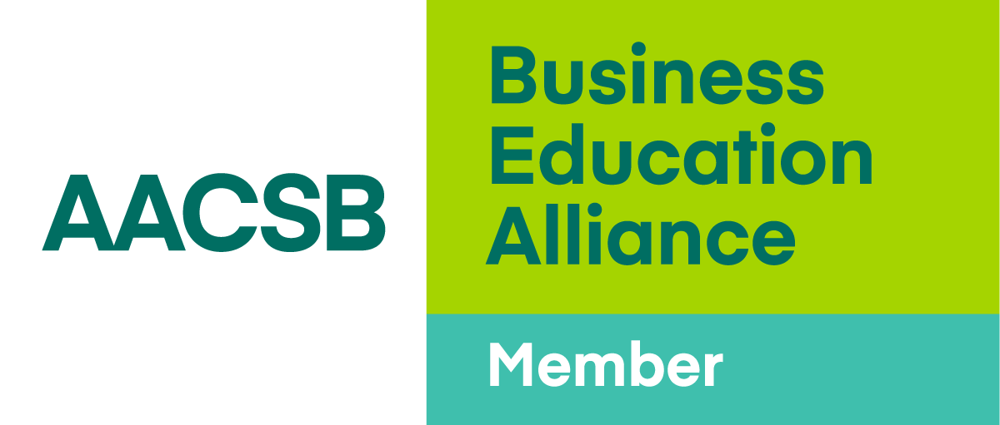 AACSB
Business
Education
Alliance
Member